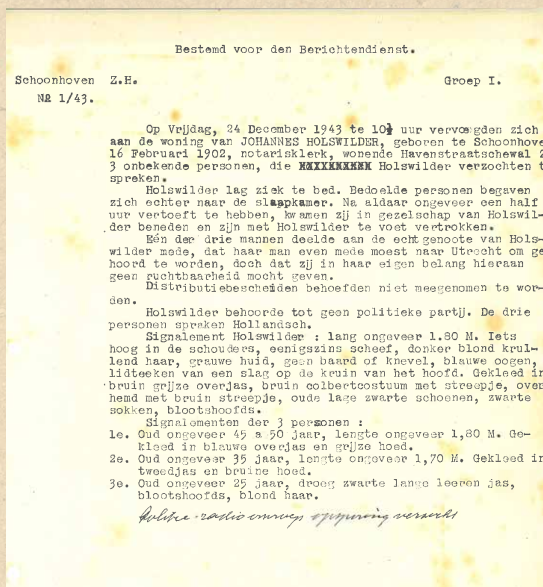 Bestemd voor den Berichtendienst.
Schoonhoven Z.H. Groep I.
No 1/43.
Op Vrijdag, 24 December 1943 te 10½ uur vervoegden zich
aan de woning van JOHANNES HOLSWILDER, geboren te Schoonhove
16 Februari 1902, notarisklerk, wonende Havenstraatschewal 2
3 onbekende personen, die XXXXXXXXXX Holswilder verzochten t
spreken.
Holswilder lag ziek te bed. Bedoelde personen begaven
zich echter naar de slaapkamer. Na aldaar ongeveer een half
uur vertoeft te hebben, kwamen zij in gezelschap van Holswil-
der beneden en zijn met Holswilder te voet vertrokken.
Eén der drie mannen deelde aan de echtgenoote van Hols-
wilder mede, dat haar man even mede moest naar Utrecht om ge
hoord te worden, doch dat zij in haar eigen belang hieraan
geen ruchtbaarheid mocht geven.
Distributiebescheiden behoefden niet meegenomen te wor-
den.
Holswilder behoorde tot geen politieke partij. De drie
personen spraken Hollandsch.
Signalement Holswilder : lang ongeveer 1.80 M. Iets
hoog in de schouders, eenigszins scheef, donker blond krul-
lend haar, grauwe huid, geen baard of knevel, blauwe oogen,
lidteeken van een slag op de kruin van het hoofd. Gekleed in
bruin grijze overjas, bruin colbertcostuum met streepje, over
hemd met bruin streepje, oude lage zwarte schoenen, zwarte
sokken, blootshoofds.
Signalementen der 3 personen :
1e. Oud ongeveer 45 a 50 jaar, lengte ongeveer 1,80 M. Ge-
kleed in blauwe overjas en grijze hoed.
2e. Oud ongeveer 35 jaar, lengte ongeveer 1,70 M. Gekleed in
tweedjas en bruine hoed.
3e. Oud ongeveer 25 jaar, droeg zwarte lange leeren jas,
blootshoofds, blond haar.
Politie-radio omroep opsporing verzocht